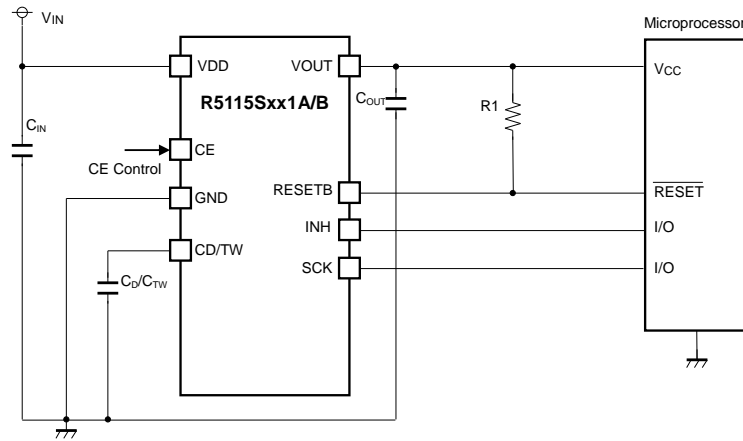 VIN
Microprocessor
VDD
VOUT
VCC
R5115Sxx1A/B
CIN
COUT
R1
CE
CE Control
RESETB
RESET
GND
INH
I/O
CD/TW
SCK
I/O
CD/CTW